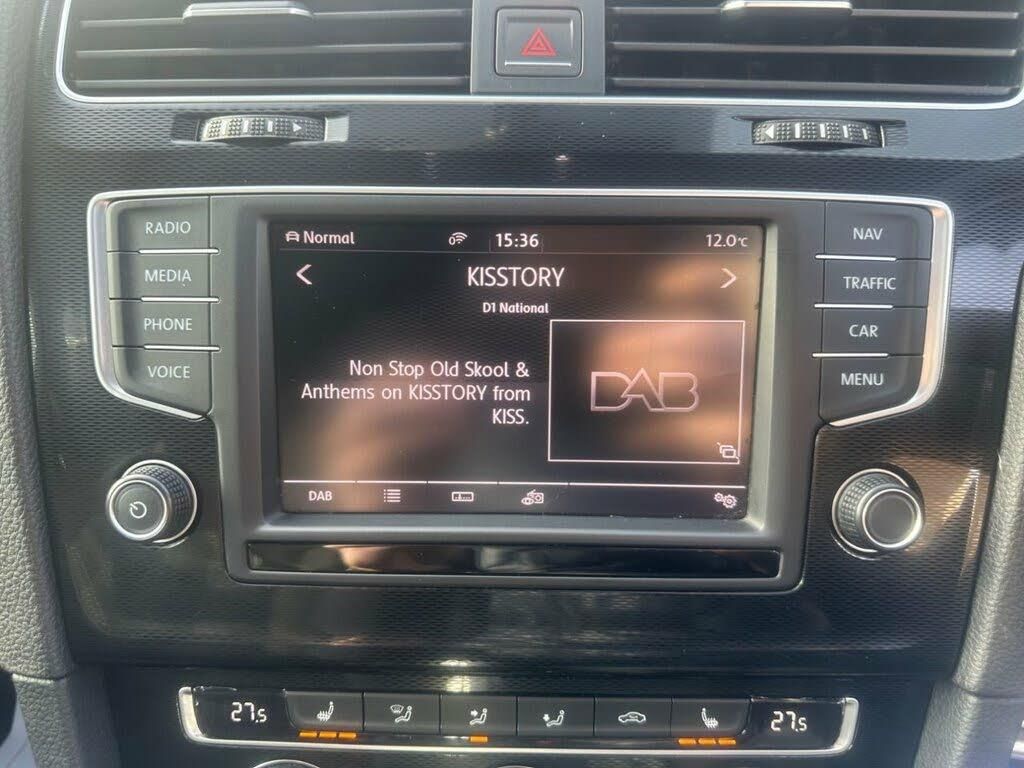 RADIO
MEDIA
PHONE
VOICE
Normal
15:36
12.0°C
KISSTORY
D1 National
Non Stop Old Skool &
Anthems on KISSTORY from
KISS.
DAB
DAB
NAV
TRAFFIC
CAR
MENU
27.5
27.5